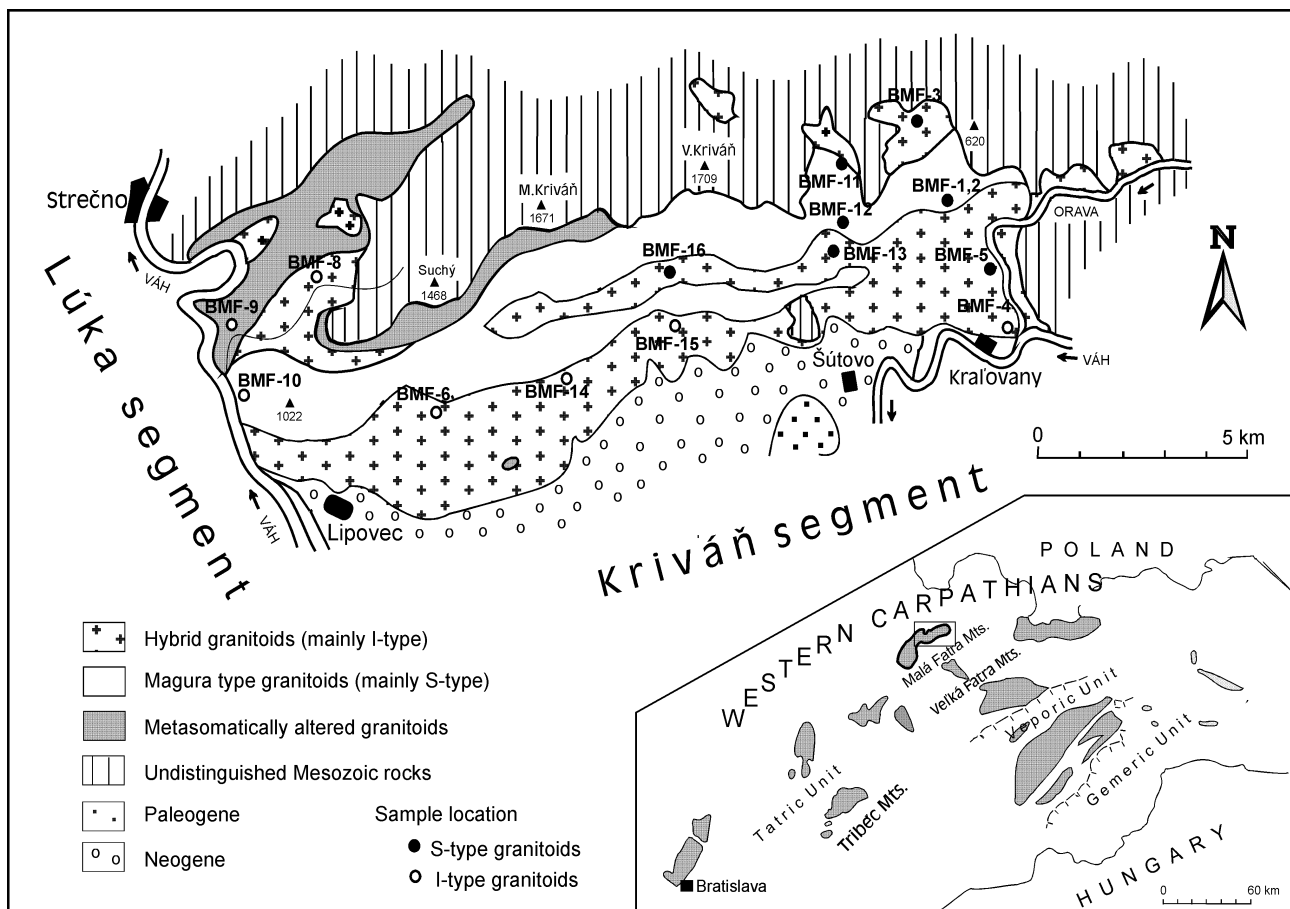 BMF-3
V.Kriváň
1709
620
Strečno
M.Kriváň
1671
BMF-11
BMF-1,2
BMF-12
ORAVA
N
BMF-16
BMF-13
BMF-5
BMF-8
Suchý
1468
VÁH
BMF-9
BMF-4
BMF-15
Šútovo
Kraľovany
VÁH
BMF-10
1022
BMF-6
BMF-14
0 5 km
Lúka segment
VÁH
Lipovec
Kriváň segment
Hybrid granitoids (mainly I-type)
Magura type granitoids (mainly S-type)
Metasomatically altered granitoids
Undistinguished Mesozoic rocks
Paleogene
Neogene
Sample location
S-type granitoids
I-type granitoids
POLAND
WESTERN CARPATHIANS
Malá Fatra Mts.
Veľká Fatra Mts.
Veporic Unit
Gemeric Unit
Tatric Unit
Tribeč Mts.
Bratislava
HUNGARY
0 60 km